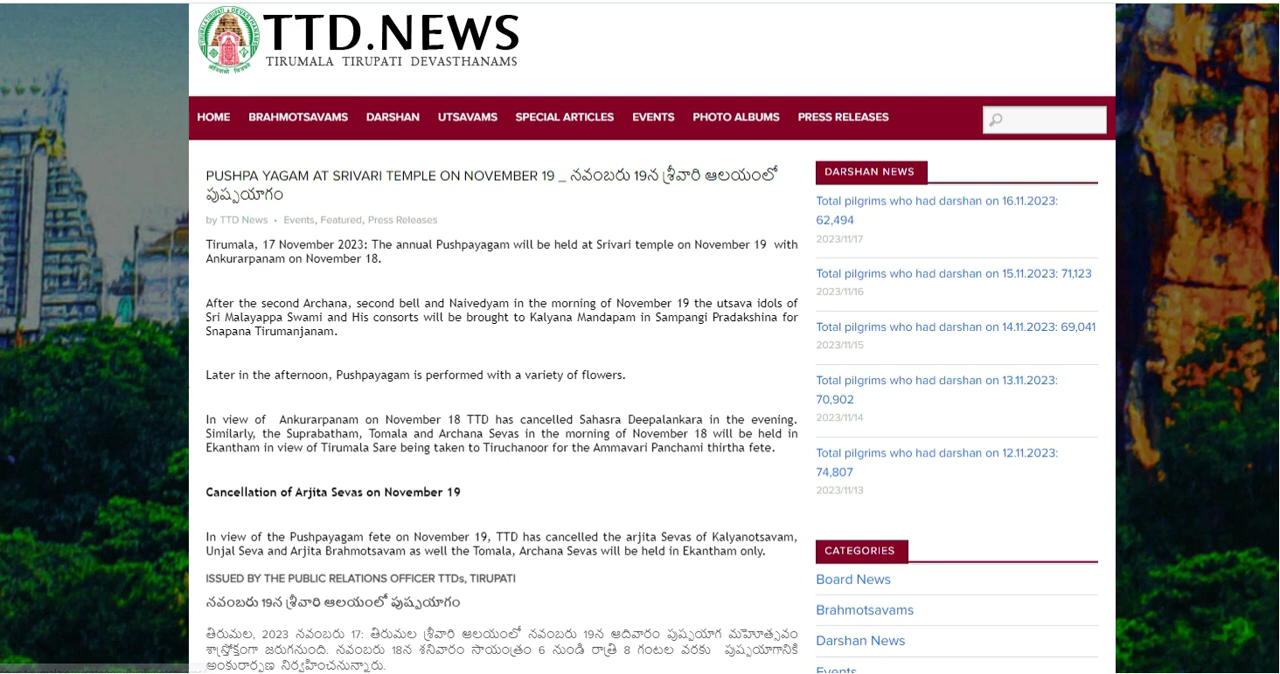 TTD.NEWS
TIRUMALA TIRUPATI DEVASTHANAMS
HOME BRAHMOTSAVAMS DARSHAN UTSAVAMS SPECIAL ARTICLES EVENTS PHOTO ALBUMS PRESS RELEASES
PUSHPA YAGAM AT SRIVARI TEMPLE ON NOVEMBER 19 _ నవంబరు 19న శ్రీవారి ఆలయంలో
పుష్పయాగం
by TTD News • Events, Featured, Press Releases
Tirumala, 17 November 2023: The annual Pushpayagam will be held at Srivari temple on November 19 with
Ankurarpanam on November 18.
After the second Archana, second bell and Naivedyam in the morning of November 19 the utsava idols of
Sri Malayappa Swami and His consorts will be brought to Kalyana Mandapam in Sampangi Pradakshina for
Snapana Tirumanjanam.
Later in the afternoon, Pushpayagam is performed with a variety of flowers.
In view of Ankurarpanam on November 18 TTD has cancelled Sahasra Deepalankara in the evening.
Similarly, the Suprabatham, Tomala and Archana Sevas in the morning of November 18 will be held in
Ekantham in view of Tirumala Sare being taken to Tiruchanoor for the Ammavari Panchami thirtha fete.
Cancellation of Arjita Sevas on November 19
In view of the Pushpayagam fete on November 19, TTD has cancelled the arjita Sevas of Kalyanotsavam,
Unjal Seva and Arjita Brahmotsavam as well the Tomala, Archana Sevas will be held in Ekantham only.
ISSUED BY THE PUBLIC RELATIONS OFFICER TTDs, TIRUPATI
నవంబరు 19న శ్రీవారి ఆలయంలో పుష్పయాగం
తిరుమల, 2023 నవంబరు 17: తిరుమల శ్రీవారి ఆలయంలో నవంబరు 19న ఆదివారం పుష్పయాగ మహోత్సవం
శాస్త్రోక్తంగా జరుగనుంది. నవంబరు 18న శనివారం సాయంత్రం 6 నుండి రాత్రి 8 గంటల వరకు పుష్పయాగానికి
అంకురార్పణ నిర్వహించనున్నారు.
DARSHAN NEWS
Total pilgrims who had darshan on 16.11.2023:
62,494
2023/11/17
Total pilgrims who had darshan on 15.11.2023: 71,123
2023/11/16
Total pilgrims who had darshan on 14.11.2023: 69,041
2023/11/15
Total pilgrims who had darshan on 13.11.2023:
70,902
2023/11/14
Total pilgrims who had darshan on 12.11.2023:
74,807
2023/11/13
CATEGORIES
Board News
Brahmotsavams
Darshan News
Events